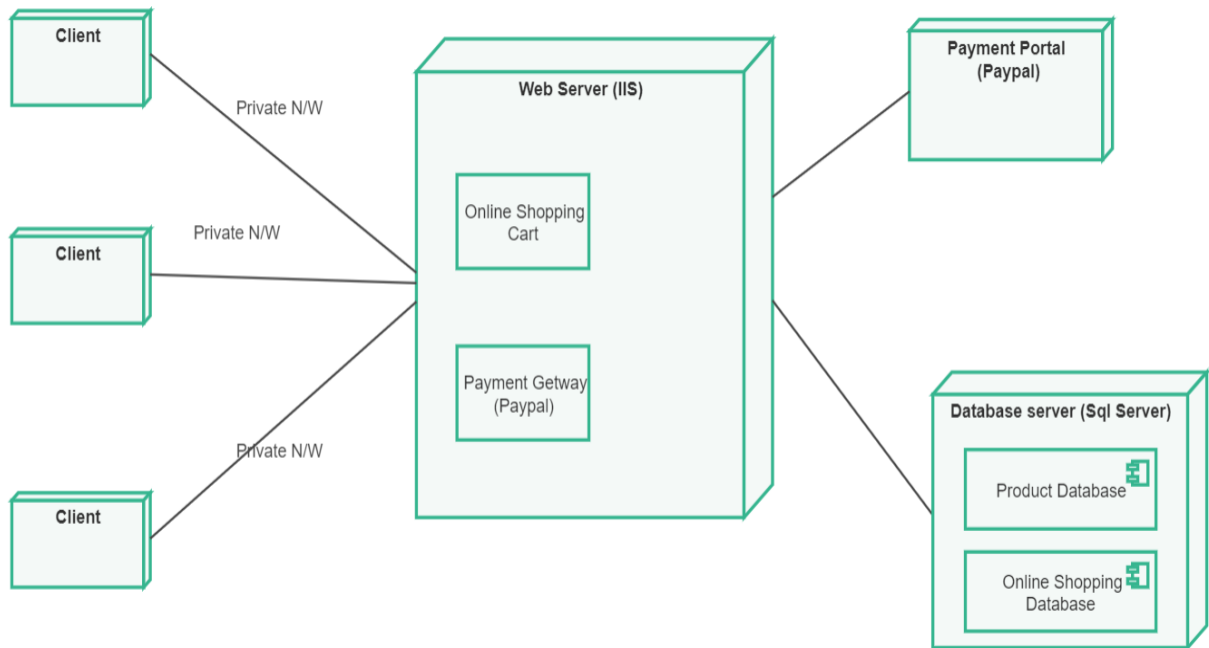 Client
Private N/W
Client
Private N/W
Client
Private N/W
Web Server (IIS)
Online Shopping
Cart
Payment Getway
(Paypal)
Payment Portal
(Paypal)
Database server (Sql Server)
Product Database
Online Shopping
Database